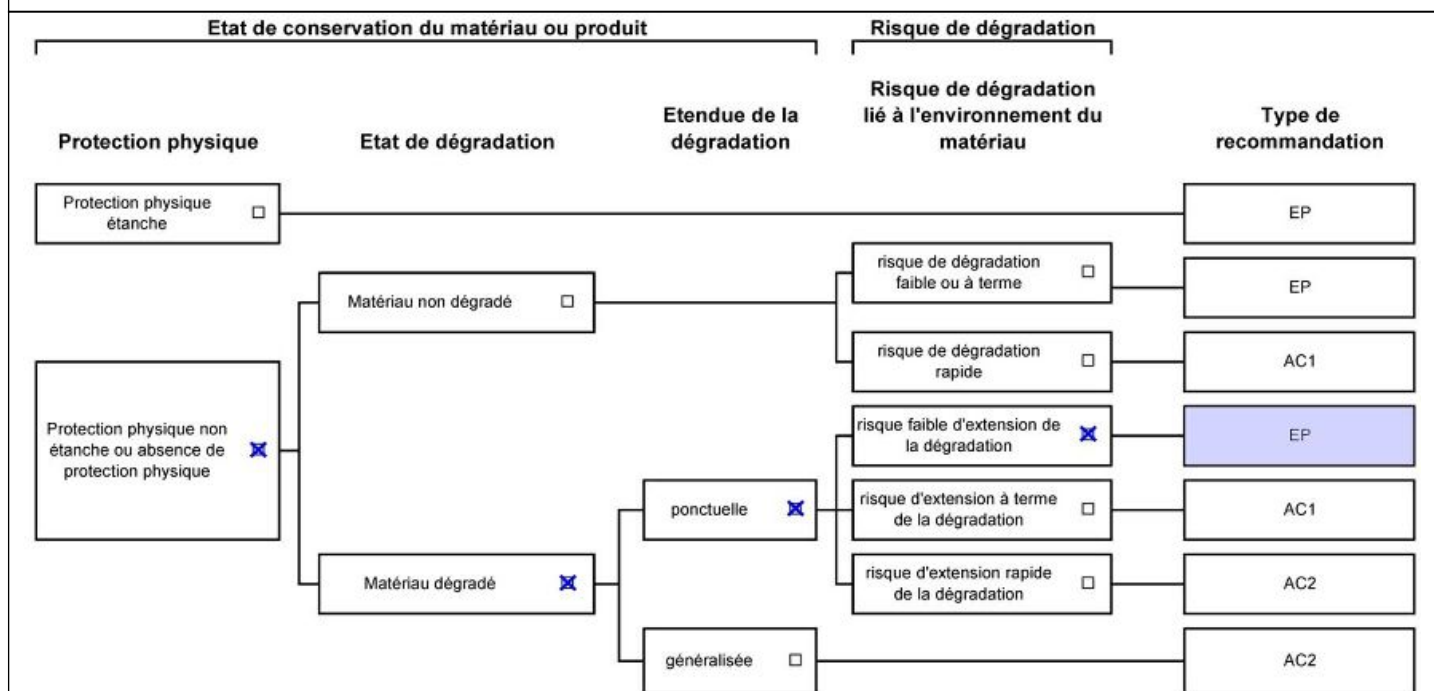 Etat de conservation du matériau ou produit
Risque de dégradation
Protection physique
Etat de dégradation
Etendue de la
dégradation
Risque de dégradation
lié à l'environnement du
matériau
Type de
recommandation
Protection physique
étanche
EP
Matériau non dégradé
risque de dégradation
faible ou à terme
EP
risque de dégradation
rapide
AC1
Protection physique non
étanche ou absence de
protection physique
risque faible d'extension de
la dégradation
EP
ponctuelle
risque d'extension à terme
de la dégradation
AC1
Matériau dégradé
risque d'extension rapide
de la dégradation
AC2
généralisée
AC2